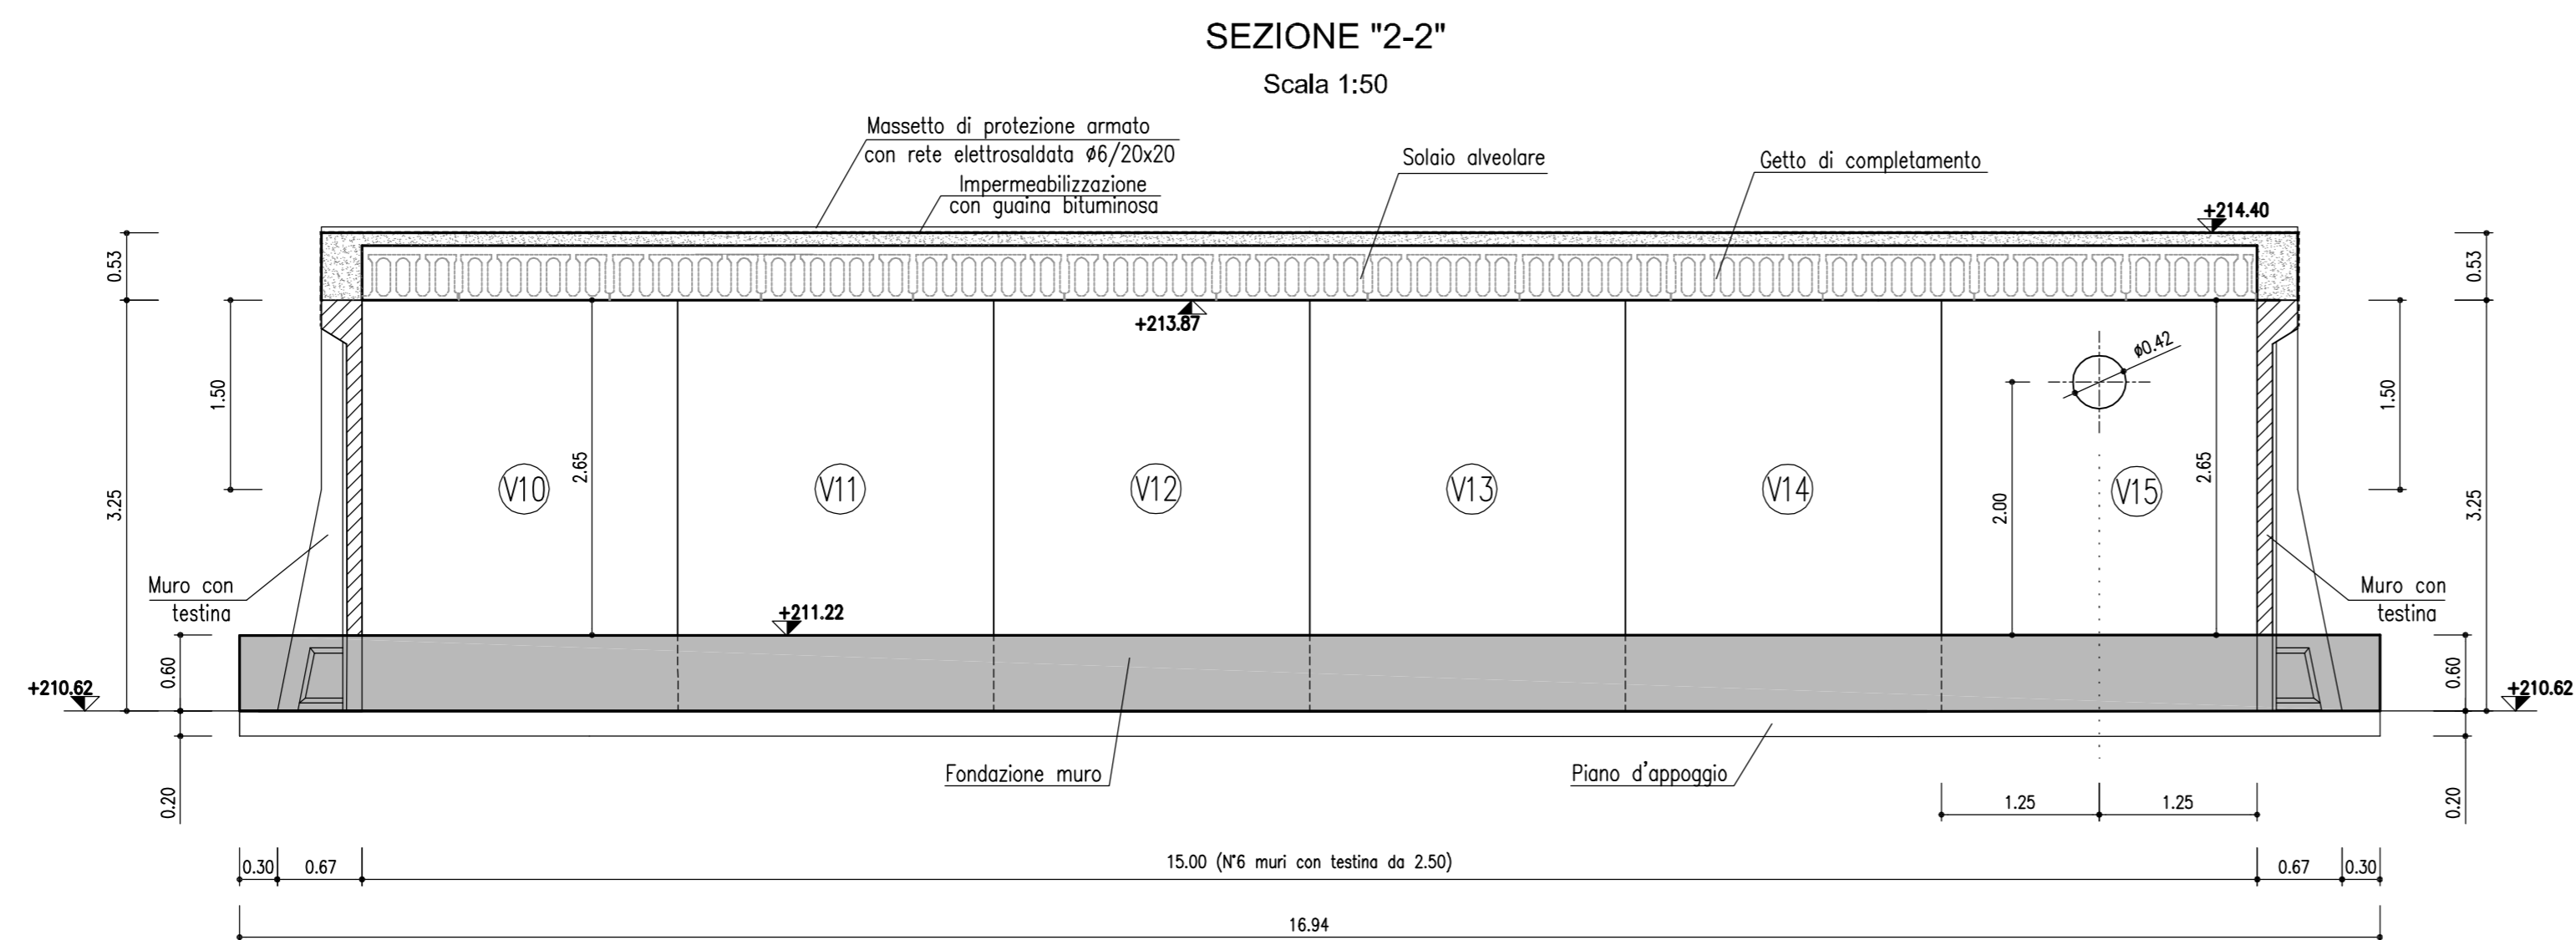 SEZIONE "2-2"
Scala 1:50
Massetto di protezione armato
con rete elettrosaldata ø6/20x20
Impermeabilizzazione
con guaina bituminosa
Solaio alveolare
Getto di completamento
+214.40
0.53
0.53
+213.87
ø0.42
1.50
1.50
3.25
V10
2.65
V11
V12
V13
V14
2.00
V15
2.65
3.25
Muro con
testina
Muro con
testina
+211.22
0.60
0.60
+210.62
+210.62
Fondazione muro
Piano d'appoggio
0.20
1.25
1.25
0.20
0.30
0.67
15.00 (N°6 muri con testina da 2.50)
0.67
0.30
16.94